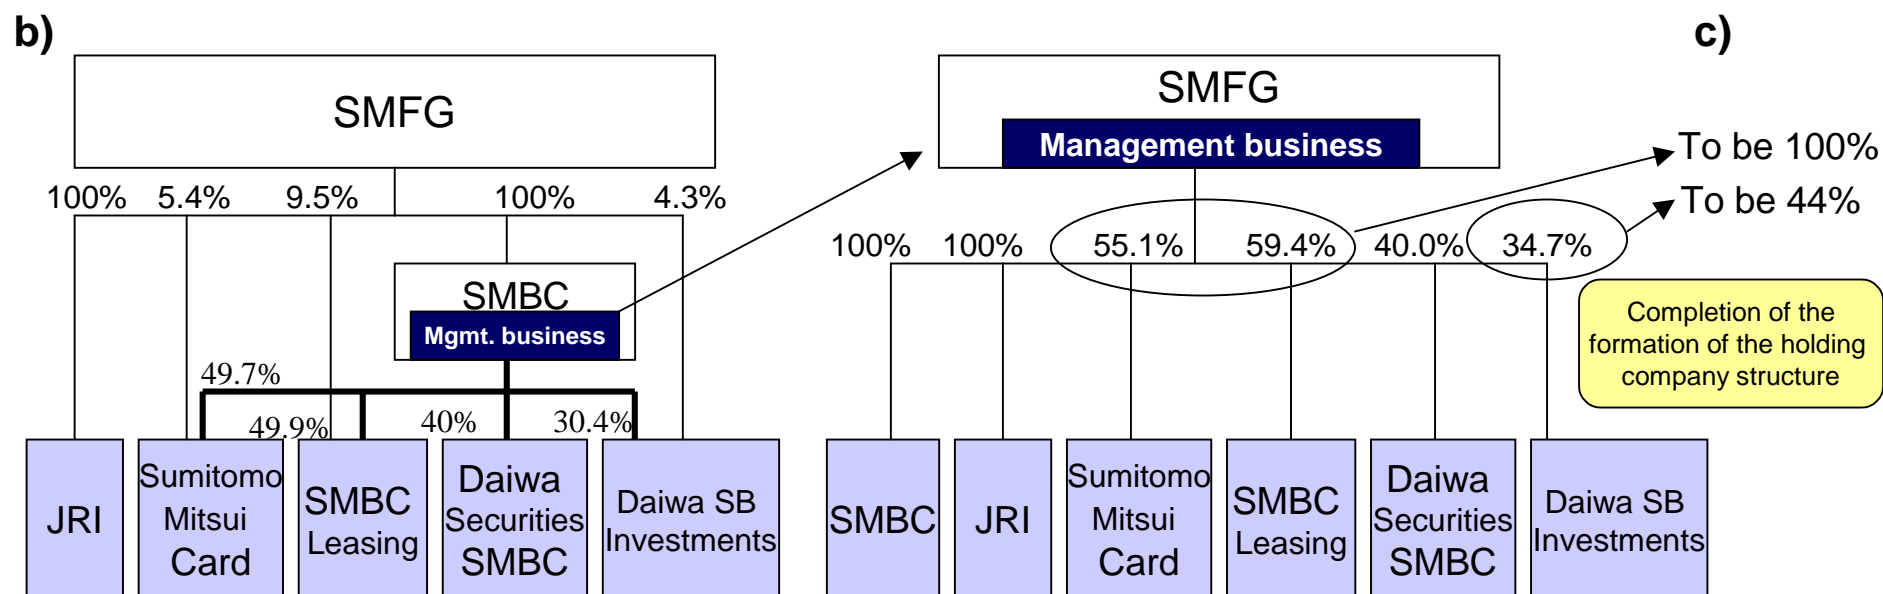 b)
SMFG
100%
5.4%
9.5%
100%
4.3%
SMBC
Mgmt. business
49.7%
49.9%
40%
30.4%
JRI
Sumitomo
Mitsui
Card
SMBC
Leasing
Daiwa
Securities
SMBC
Daiwa SB
Investments
SMFG
Management business
100%
100%
55.1%
59.4%
40.0%
34.7%
SMBC
JRI
Sumitomo
Mitsui
Card
SMBC
Leasing
Daiwa
Securities
SMBC
Daiwa SB
Investments
c)
To be 100%
To be 44%
Completion of the
formation of the holding
company structure